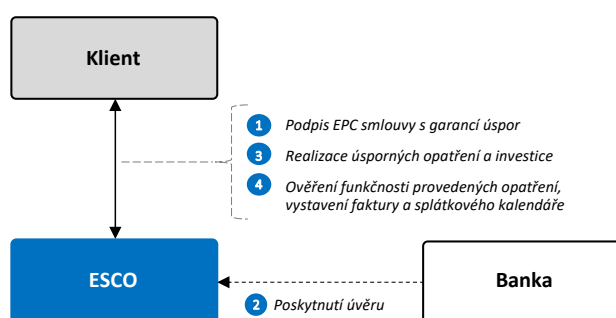 Klient
1 Podpis EPC smlouvy s garancí úspor
3 Realizace úsporných opatření a investice
4 Ověření funkčnosti provedených opatření,
vystavení faktury a splátkového kalendáře
ESCO
Banka
2 Poskytnutí úvěru